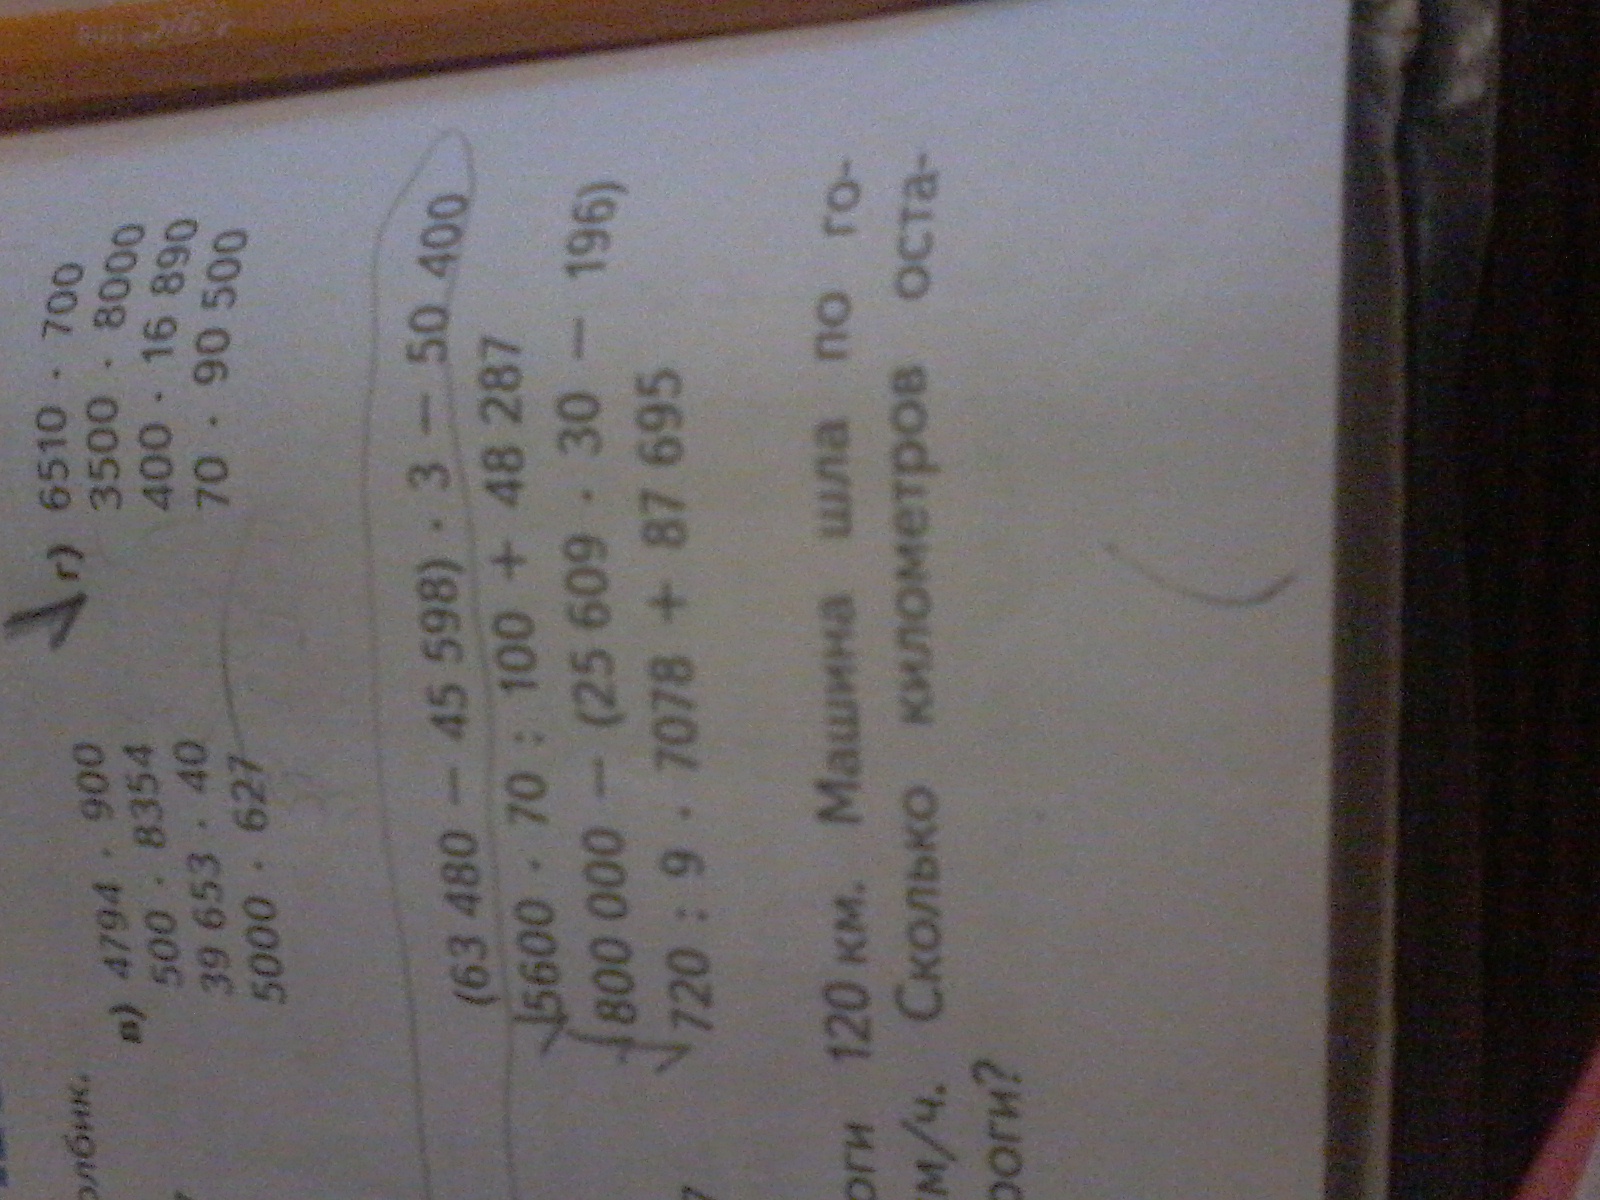 олбик.
в) 4794 · 900
500 · 8354
39 653 · 40
5000 · 627
г) 6510 · 700
3500 · 8000
400 · 16 890
70 · 90 500
(63 480 − 45 598) · 3 − 50 400
5600 · 70 : 100 + 48 287
800 000 − (25 609 · 30 − 196)
720 : 9 · 7078 + 87 695
оги 120 км. Машина шла по го-
м/ч. Сколько километров оста-
роги?